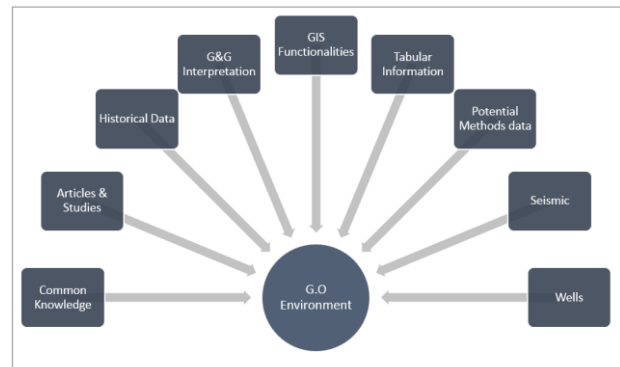 GIS
Functionalities
G&G
Interpretation
Tabular
Information
Historical Data
Potential
Methods data
Articles &
Studies
Seismic
Common
Knowledge
G.O
Environment
Wells